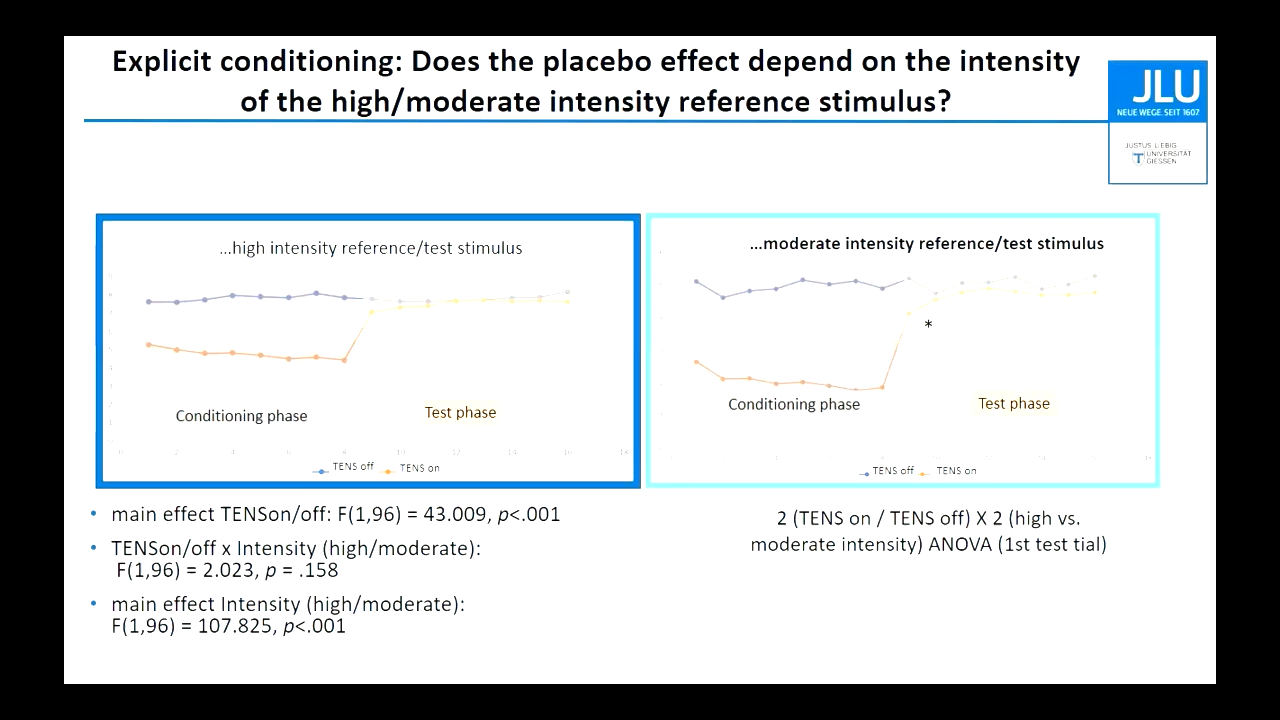 Explicit conditioning: Does the placebo effect depend on the intensity
of the high/moderate intensity reference stimulus?
JLU
NEUE WEGE. SEIT 1607
JUSTUS LIEBIG
UNIVERSITÄT
GIESSEN
...high intensity reference/test stimulus
Conditioning phase
Test phase
TENS off
TENS on
...moderate intensity reference/test stimulus
*
Conditioning phase
Test phase
TENS off
TENS on
• main effect TENSon/off: F(1,96) = 43.009, p<.001
• TENSon/off x Intensity (high/moderate):
F(1,96) = 2.023, p = .158
• main effect Intensity (high/moderate):
F(1,96) = 107.825, p<.001
2 (TENS on / TENS off) X 2 (high vs.
moderate intensity) ANOVA (1st test tial)